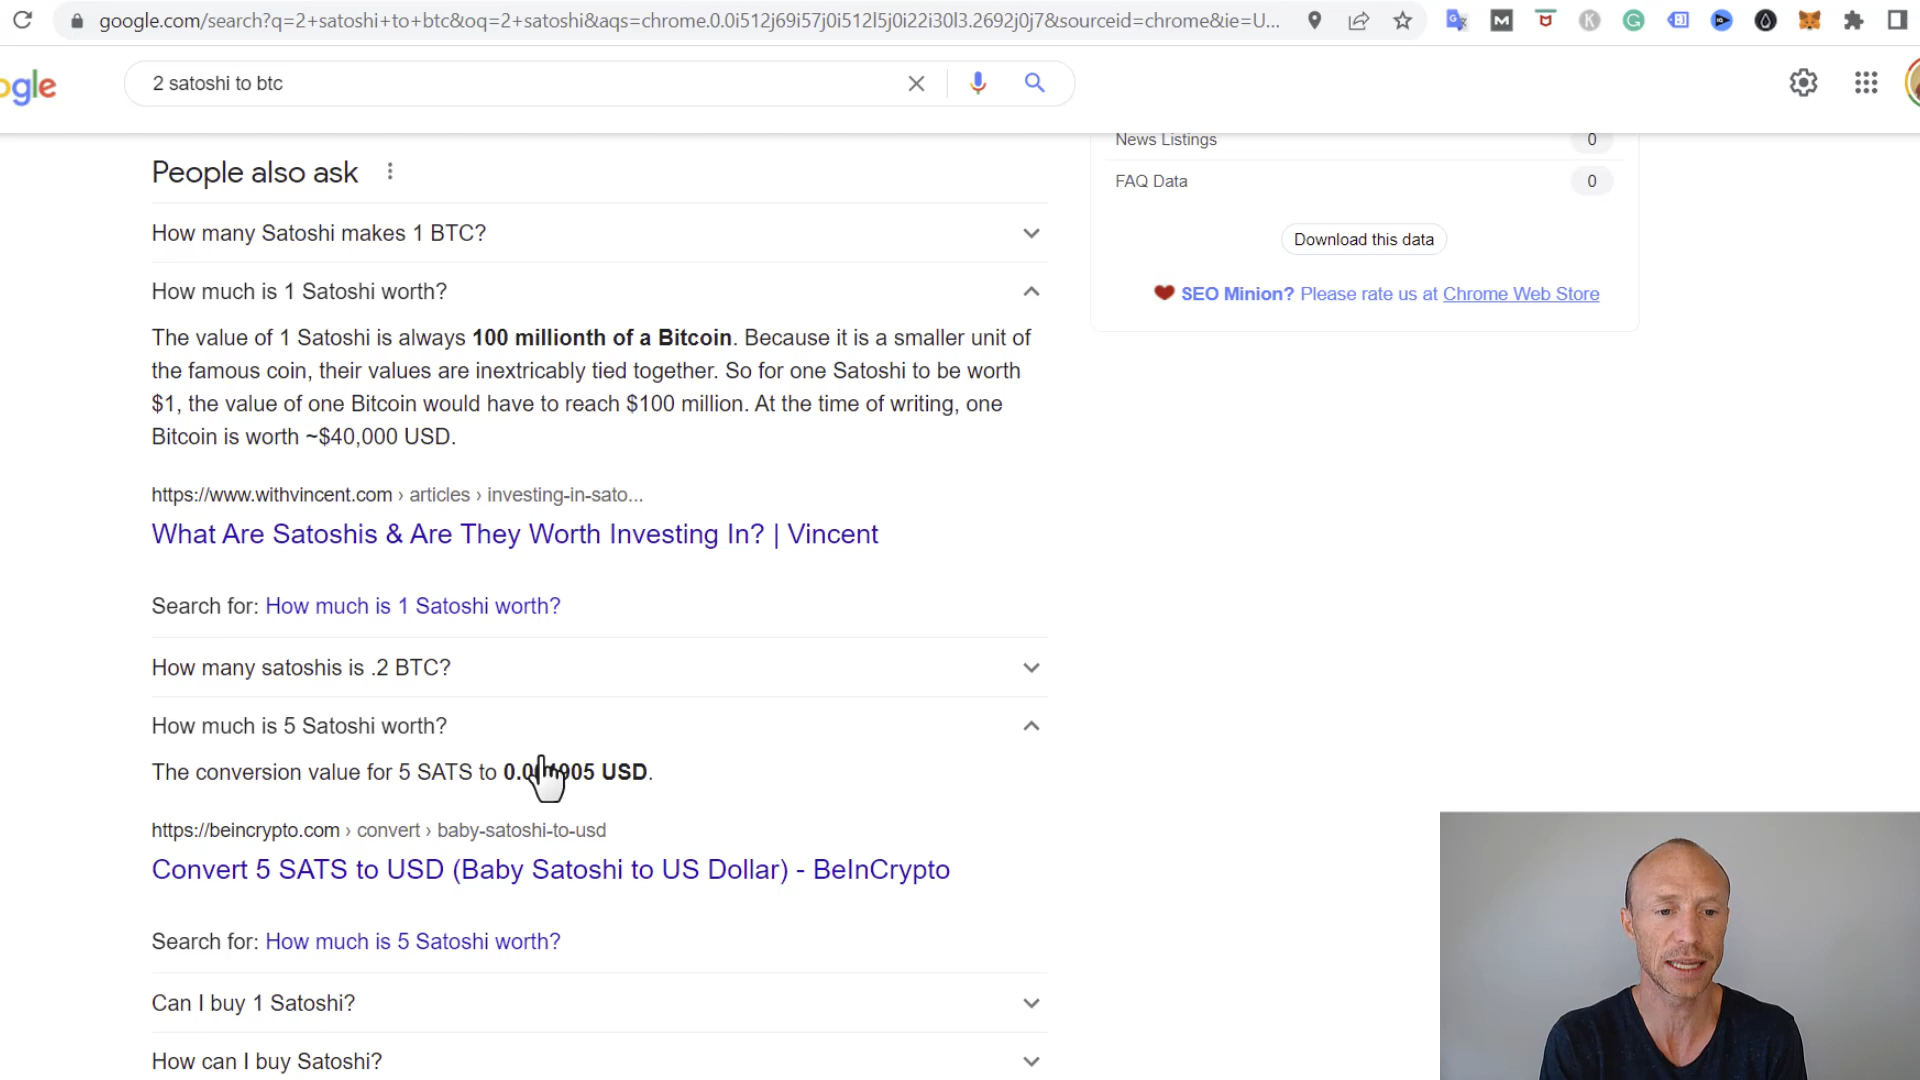 google.com/search?q=2+satoshi+to+btc&oq=2+satoshi&aqs=chrome.0.0i512j69i57j0i512l5j0i22i30l3.2692j0j7&sourceid=chrome&ie=U...
ogle
2 satoshi to btc
News Listings 0
FAQ Data 0
Download this data
SEO Minion? Please rate us at Chrome Web Store
People also ask
How many Satoshi makes 1 BTC?
How much is 1 Satoshi worth?
The value of 1 Satoshi is always 100 millionth of a Bitcoin. Because it is a smaller unit of
the famous coin, their values are inextricably tied together. So for one Satoshi to be worth
$1, the value of one Bitcoin would have to reach $100 million. At the time of writing, one
Bitcoin is worth ~$40,000 USD.
https://www.withvincent.com › articles › investing-in-sato...
What Are Satoshis & Are They Worth Investing In? | Vincent
Search for: How much is 1 Satoshi worth?
How many satoshis is .2 BTC?
How much is 5 Satoshi worth?
The conversion value for 5 SATS to USD.
https://beincrypto.com › convert › baby-satoshi-to-usd
Convert 5 SATS to USD (Baby Satoshi to US Dollar) - BeInCrypto
Search for: How much is 5 Satoshi worth?
Can I buy 1 Satoshi?
How can I buy Satoshi?